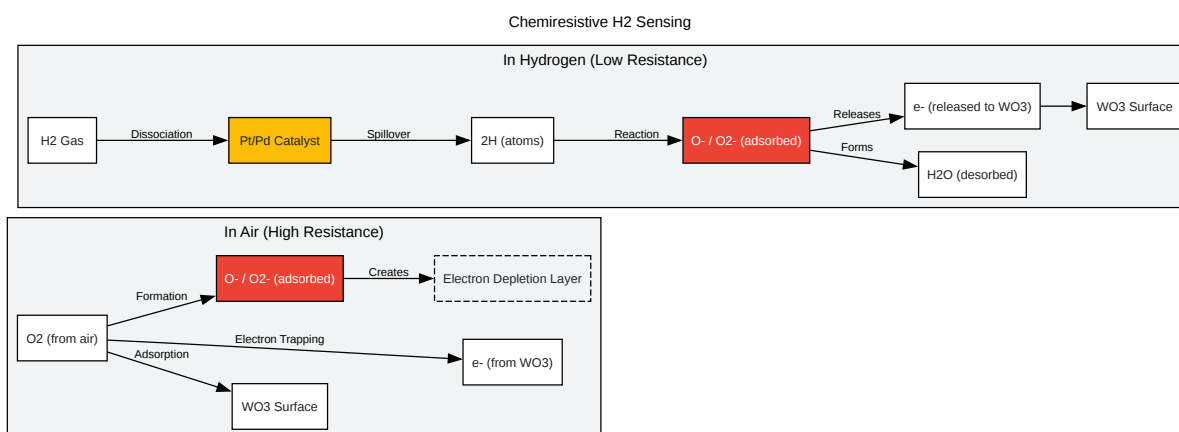 Chemiresistive H2 Sensing
In Hydrogen (Low Resistance)
H2 Gas
Dissociation
Pt/Pd Catalyst
Spillover
2H (atoms)
Reaction
O- / O2- (adsorbed)
Releases
e- (released to WO3)
WO3 Surface
Forms
H2O (desorbed)
In Air (High Resistance)
O2 (from air)
Formation
O- / O2- (adsorbed)
Creates
Electron Depletion Layer
Electron Trapping
e- (from WO3)
Adsorption
WO3 Surface